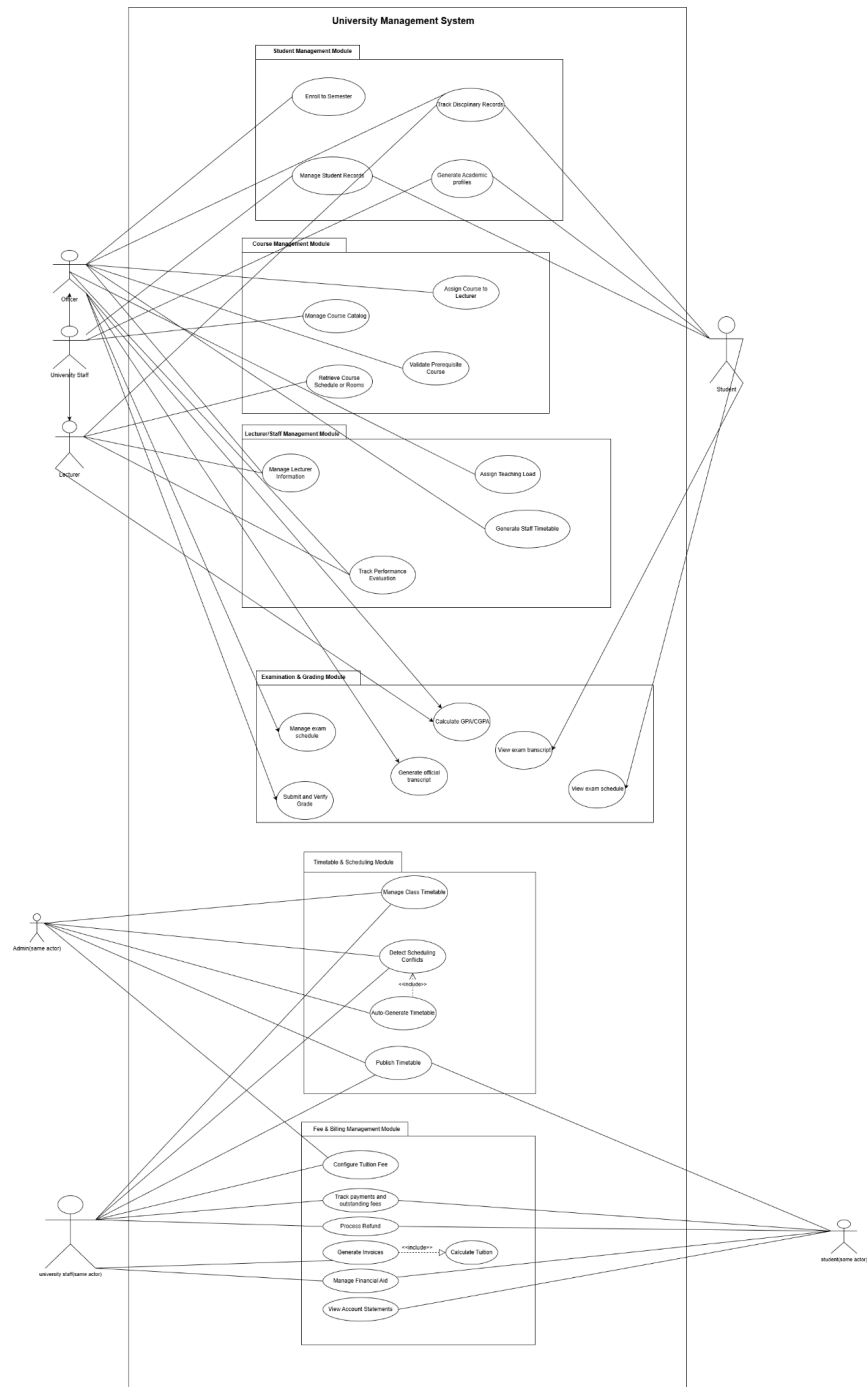 University Management System
Student Management Module
Enroll to Semester
Track Discplinary Records
Manage Student Records
Generate Academic
profiles
Officer
University Staff
Lecturer
Student
Course Management Module
Assign Course to
Lecturer
Manage Course Catalog
Validate Prerequisite
Course
Retrieve Course
Schedule or Rooms
Lecturer/Staff Management Module
Manage Lecturer
Information
Assign Teaching Load
Generate Staff Timetable
Track Performance
Evaluation
Examination & Grading Module
Manage exam
schedule
Calculate GPA/CGPA
View exam transcript
Generate official
transcript
View exam schedule
Submit and Verify
Grade
Timetable & Scheduling Module
Manage Class Timetable
Admin(same actor)
Detect Scheduling
Conflicts
<<include>>
Auto-Generate Timetable
Publish Timetable
Fee & Billing Management Module
Configure Tuition Fee
Track payments and
outstanding fees
Process Refund
Generate Invoices
<<include>>
Calculate Tuition
Manage Financial Aid
View Account Statements
university staff(same actor)
student(same actor)